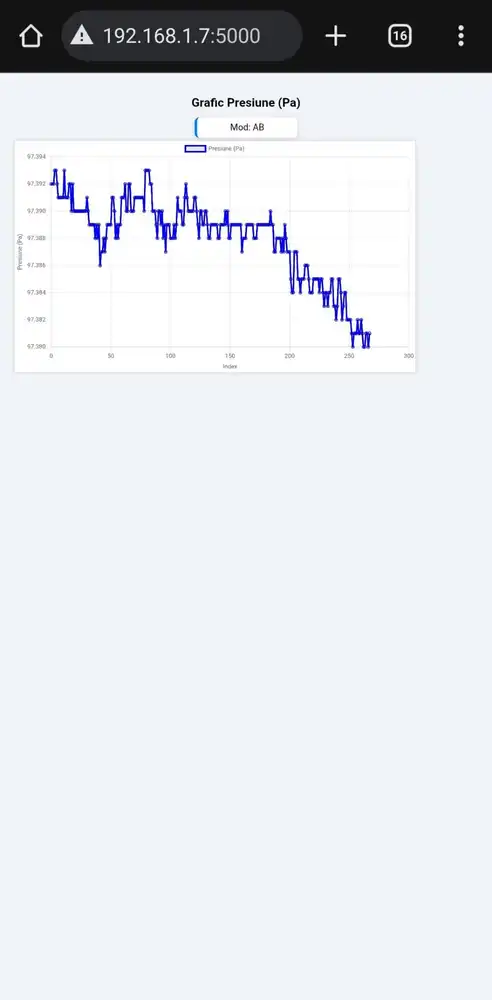 192.168.1.7:5000
16
Grafic Presiune (Pa)
Mod: AB
Presiune (Pa)
97,394
97,392
97,390
97,388
97,386
97,384
97,382
97,380
Presiune (Pa)
0 50 100 150 200 250 300
Index